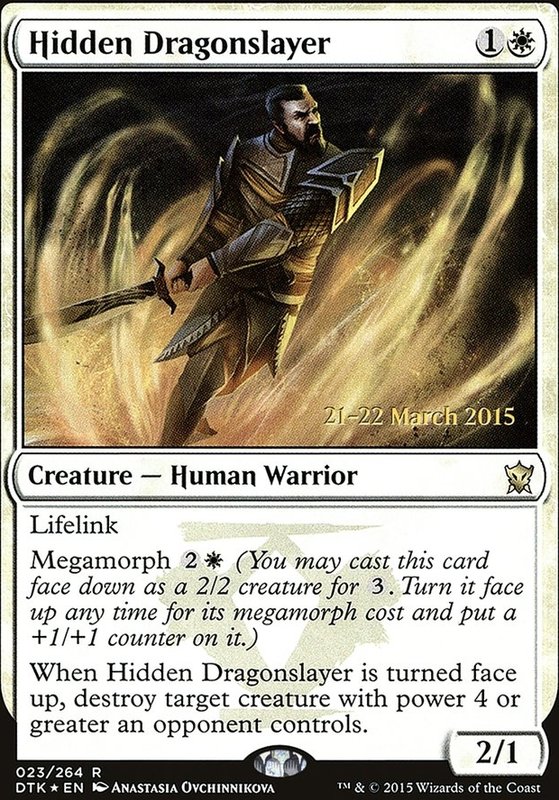 Hidden Dragonslayer 1
21–22 March 2015
Creature — Human Warrior
Lifelink
Megamorph 2 (You may cast this card
face down as a 2/2 creature for 3. Turn it face
up any time for its megamorph cost and put a
+1/+1 counter on it.)
When Hidden Dragonslayer is turned face
up, destroy target creature with power 4 or
greater an opponent controls.
2/1
023/264 R
DTK ★ EN Anastasia Ovchinnikova
™ & © 2015 Wizards of the Coast